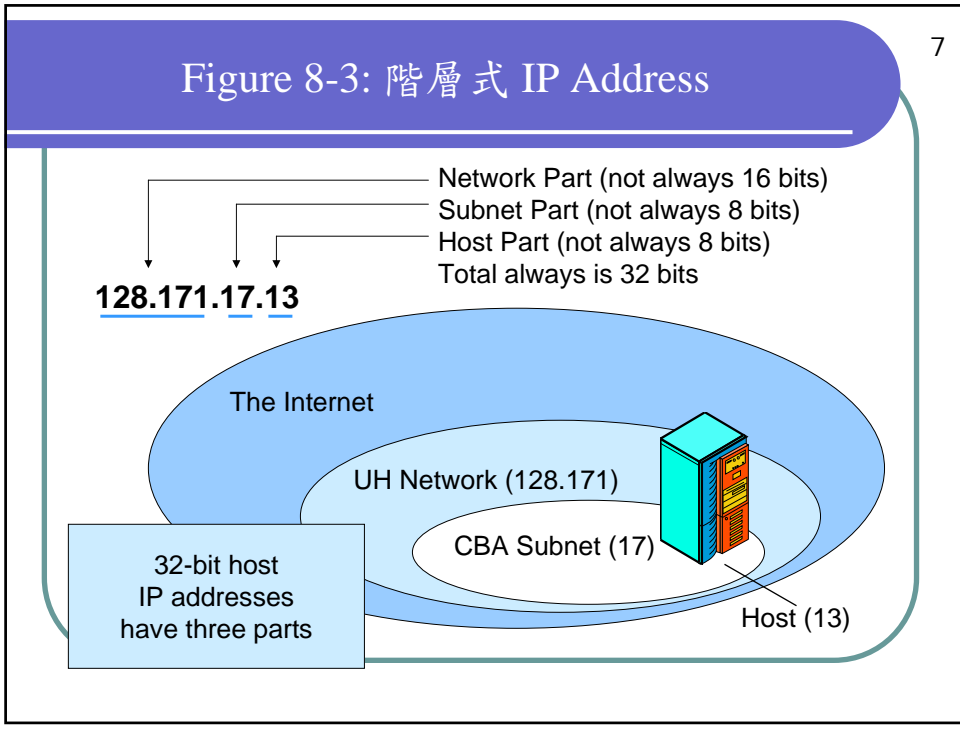 7
Figure 8-3: 階層式 IP Address
Network Part (not always 16 bits)
Subnet Part (not always 8 bits)
Host Part (not always 8 bits)
Total always is 32 bits
128.171.17.13
The Internet
UH Network (128.171)
CBA Subnet (17)
Host (13)
32-bit host
IP addresses
have three parts